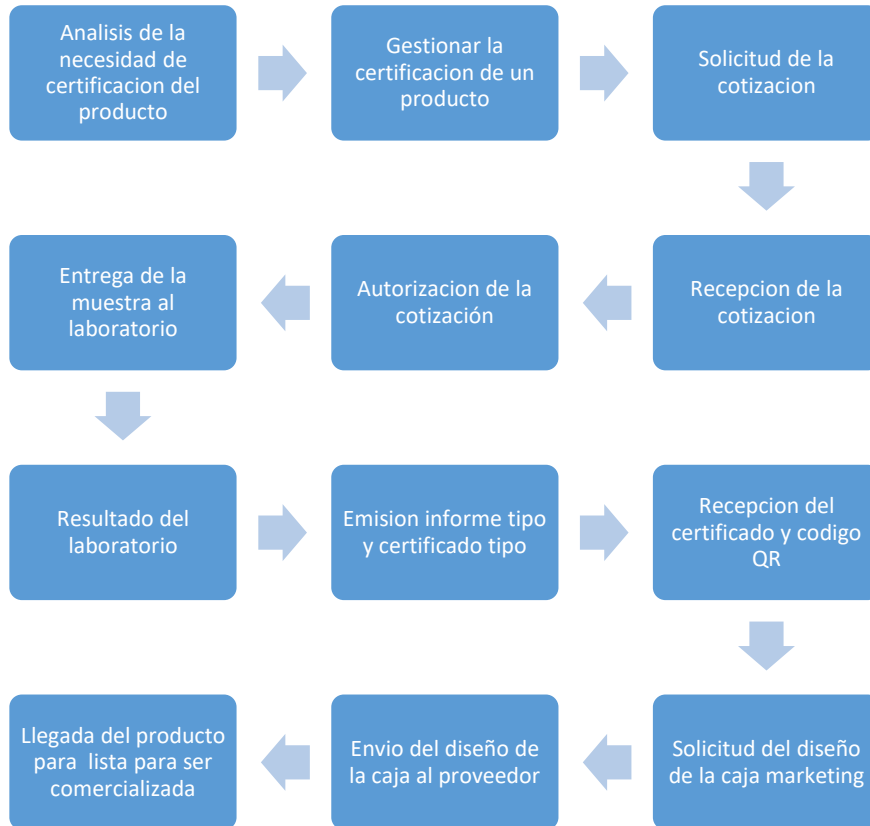 Analisis de la
necesidad de
certificacion del
producto
Gestionar la
certificacion de un
producto
Solicitud de la
cotizacion
Recepcion de la
cotizacion
Autorizacion de la
cotización
Entrega de la
muestra al
laboratorio
Resultado del
laboratorio
Emision informe tipo
y certificado tipo
Recepcion del
certificado y codigo
QR
Solicitud del diseño
de la caja marketing
Envio del diseño de
la caja al proveedor
Llegada del producto
para lista para ser
comercializada